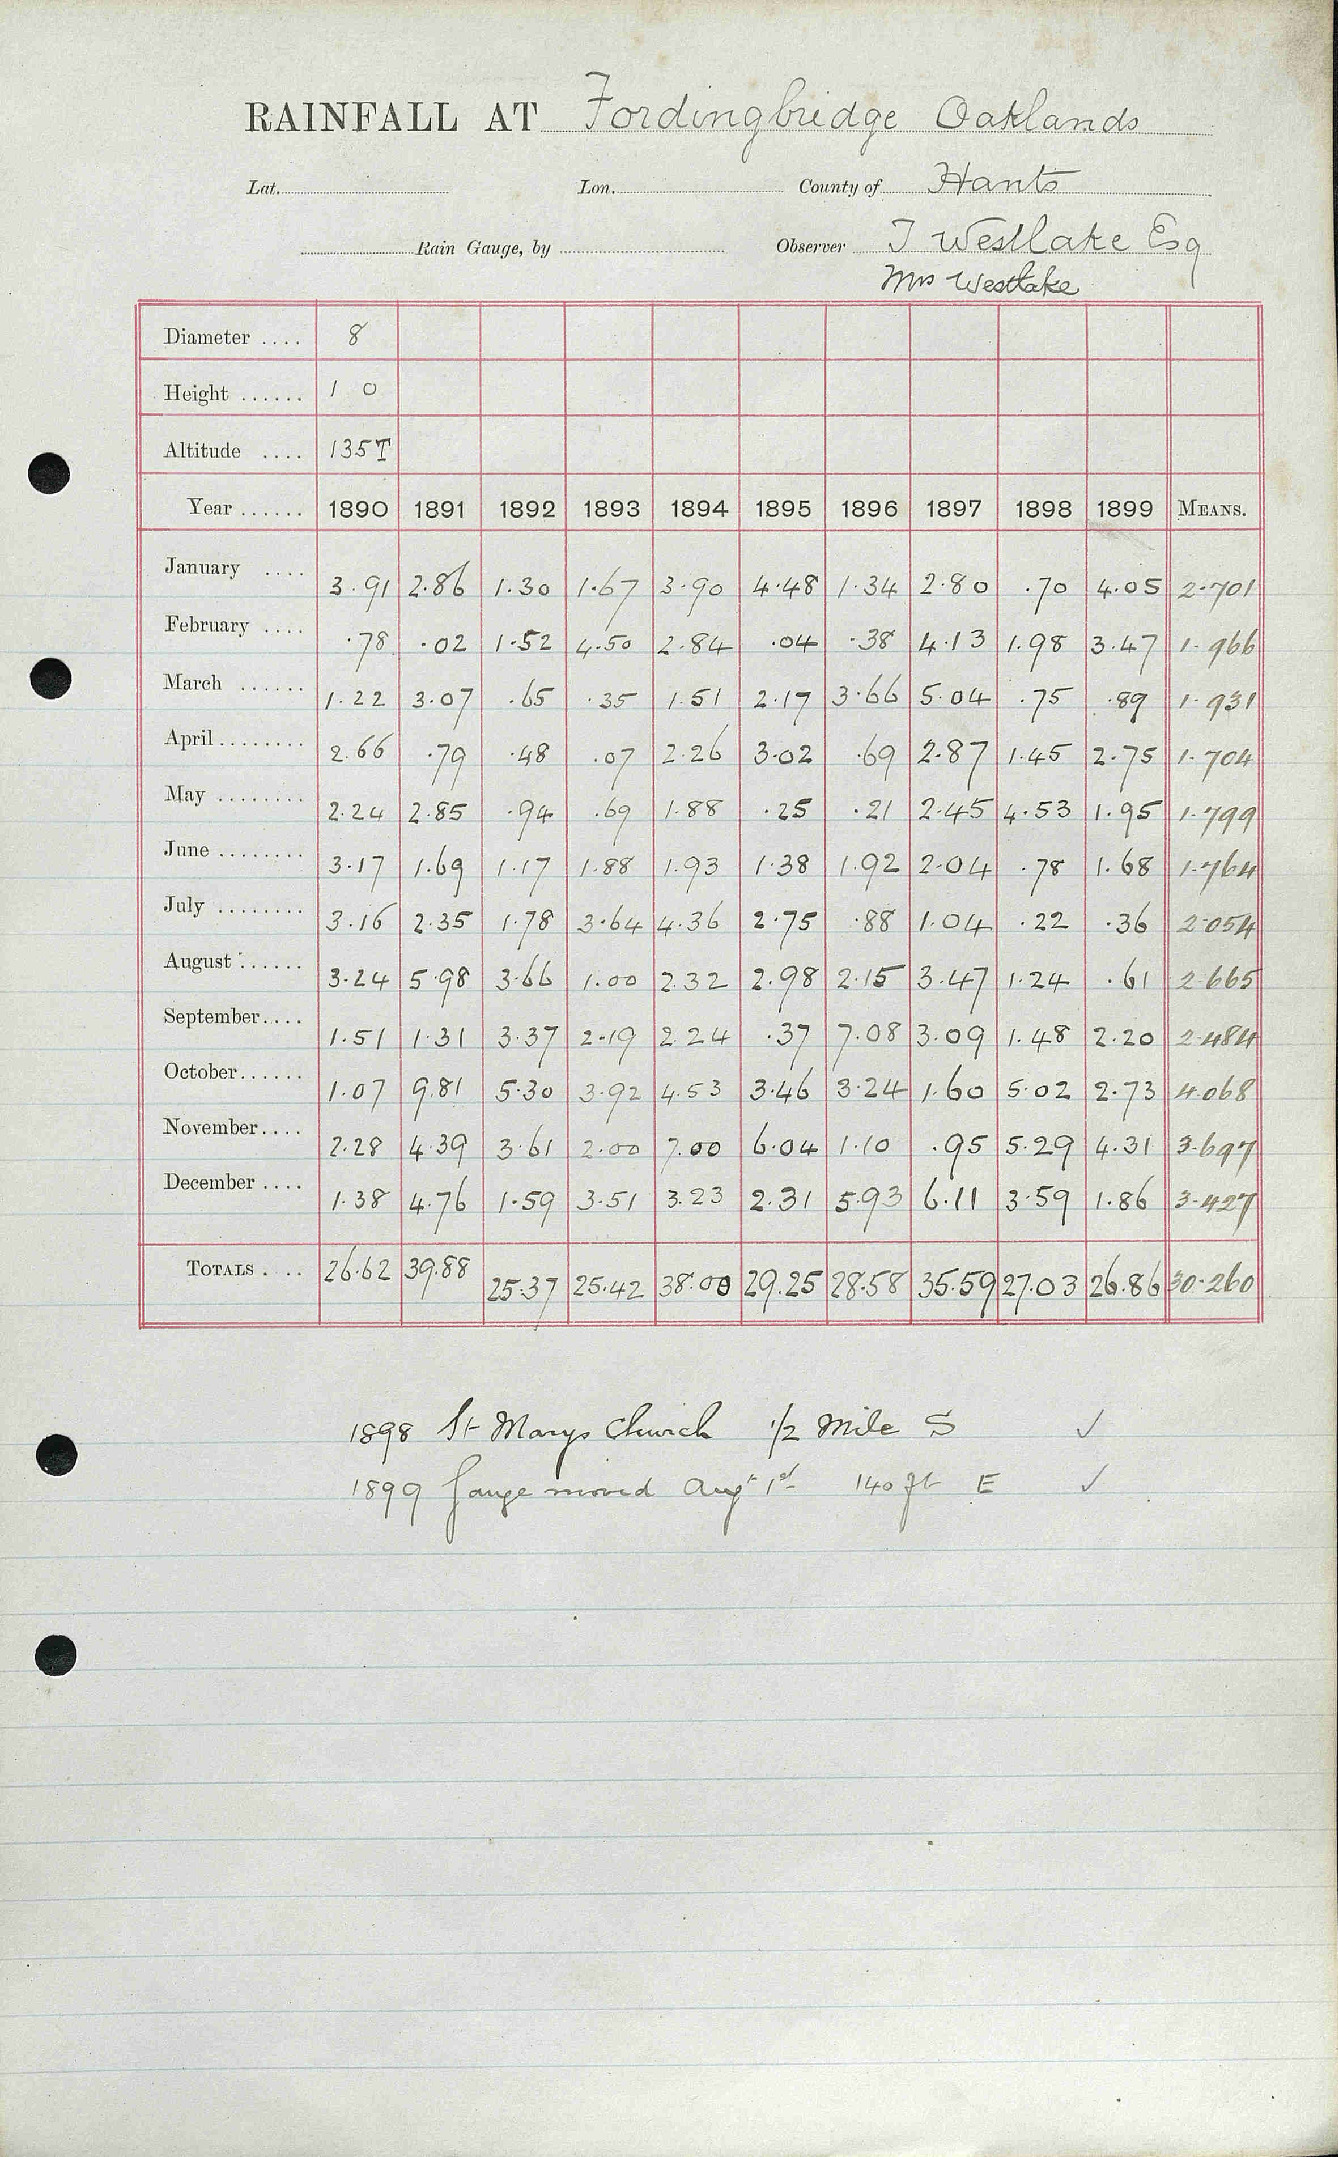 RAINFALL AT Fordingbridge Oaklands
Lat. Lon. County of Hants
Rain Gauge, by Observer T Westlake Esq
Mrs Westlake
Diameter .... 8
Height ...... 1 0
Altitude .... 135T
Year ...... 1890 1891 1892 1893 1894 1895 1896 1897 1898 1899 MEANS.
January .... 3.91 2.86 1.30 1.67 3.90 4.48 1.34 2.80 .70 4.05 2.701
February .... .78 .02 1.52 4.50 2.84 .04 .38 4.13 1.98 3.47 1.966
March ...... 1.22 3.07 .65 .35 1.51 2.17 3.66 5.04 .75 .89 1.931
April ........ 2.66 .79 .48 .07 2.26 3.02 .69 2.87 1.45 2.75 1.704
May ........ 2.24 2.85 .94 .69 1.88 .25 .21 2.45 4.53 1.95 1.799
June ........ 3.17 1.69 1.17 1.88 1.93 1.38 1.92 2.04 .78 1.68 1.764
July ........ 3.16 2.35 1.78 3.64 4.36 2.75 .88 1.04 .22 .36 2.054
August ...... 3.24 5.98 3.66 1.00 2.32 2.98 2.15 3.47 1.24 .61 2.665
September .... 1.51 1.31 3.37 2.19 2.24 .37 7.08 3.09 1.48 2.20 2.484
October ...... 1.07 9.81 5.30 3.92 4.53 3.46 3.24 1.60 5.02 2.73 4.068
November .... 2.28 4.39 3.61 2.00 7.00 6.04 1.10 .95 5.29 4.31 3.697
December .... 1.38 4.76 1.59 3.51 3.23 2.31 5.93 6.11 3.59 1.86 3.427
TOTALS .... 26.62 39.88 25.37 25.42 38.00 29.25 28.58 35.59 27.03 26.86 30.260
1898 St Marys Church 1/2 Mile S ✓
1899 Gauge moved Augt 1st 140 ft E ✓